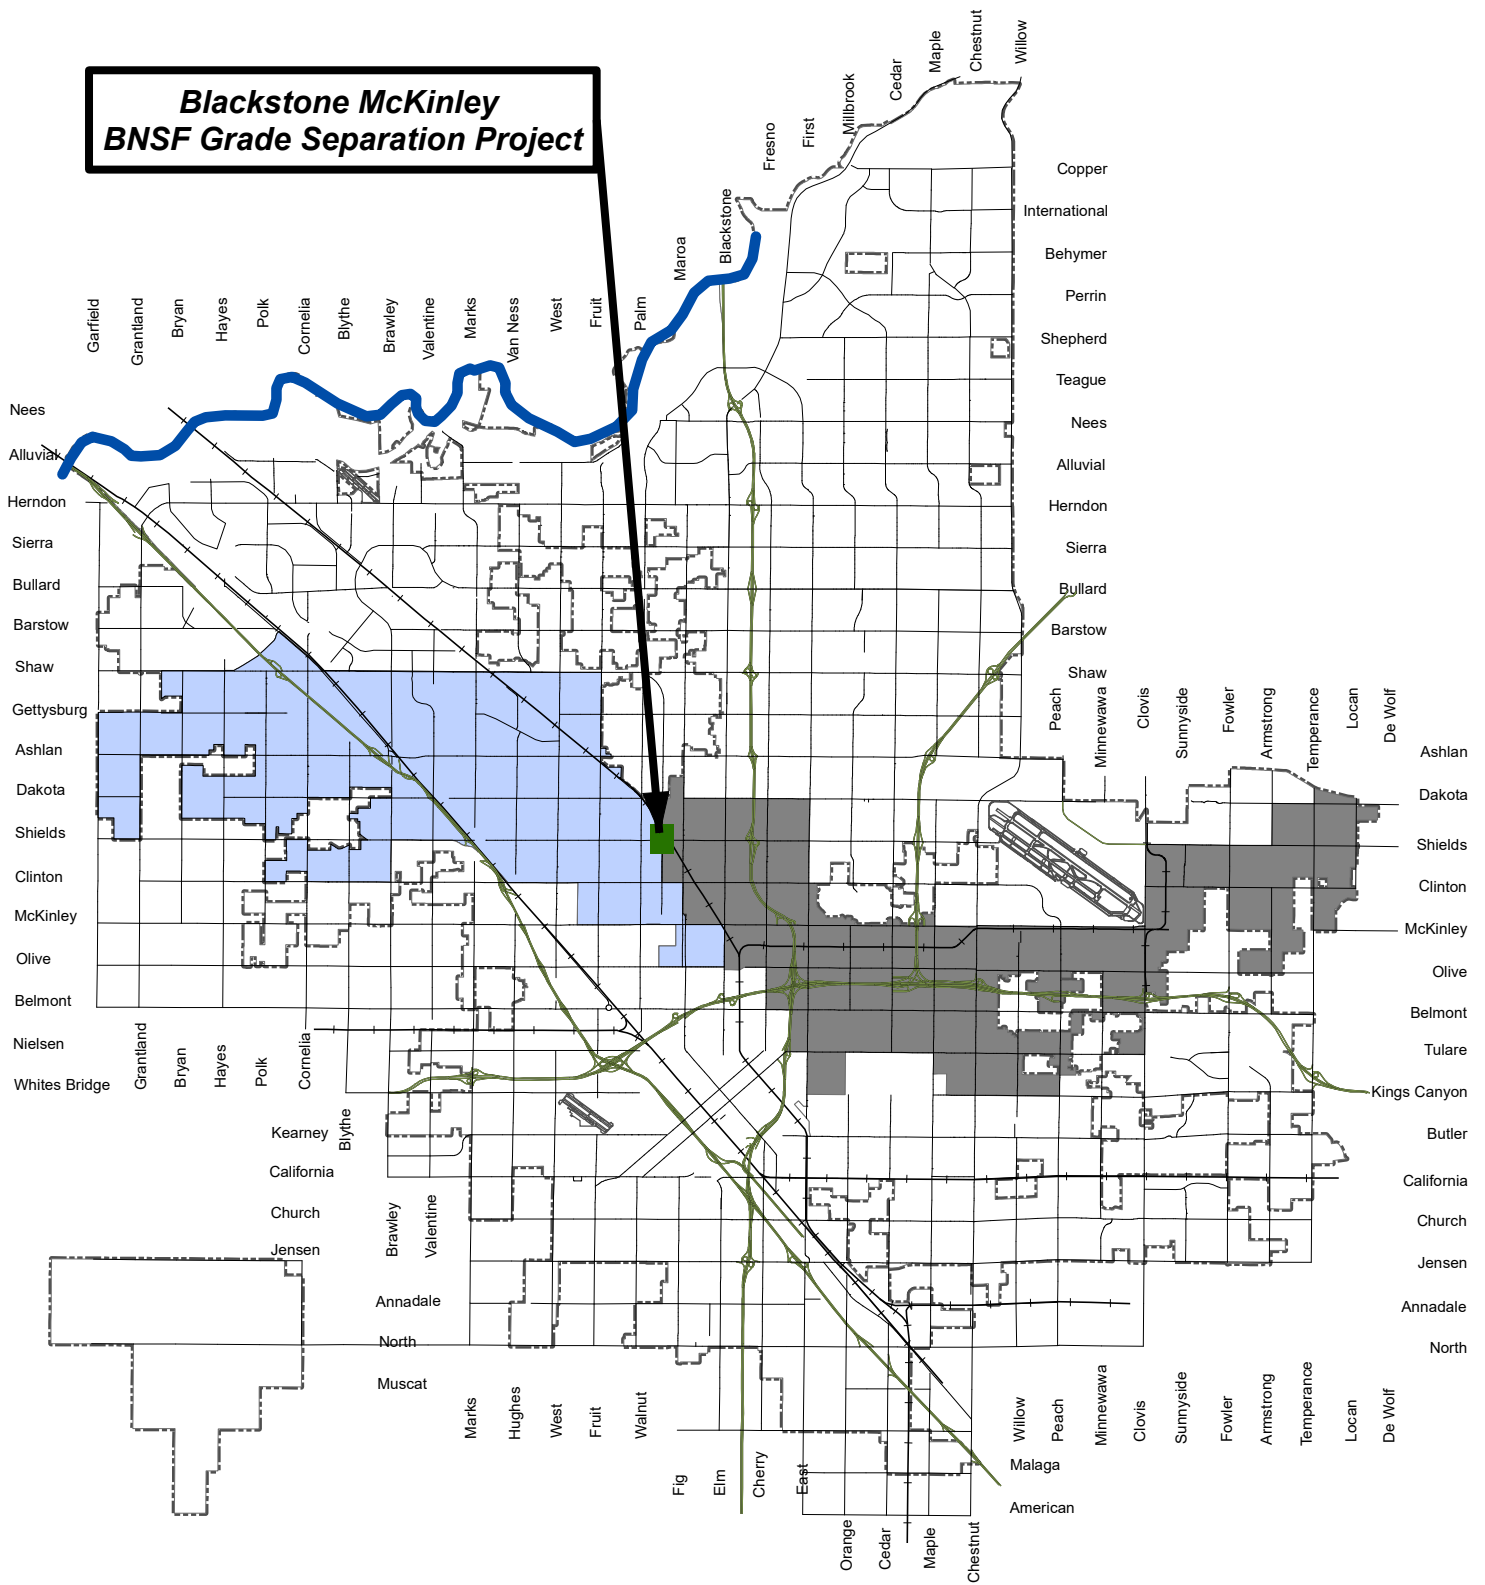 Blackstone McKinley
BNSF Grade Separation Project
Willow
Chestnut
Maple
Cedar
Millbrook
First
Fresno
Blackstone
Maroa
Palm
Fruit
West
Van Ness
Marks
Valentine
Brawley
Blythe
Cornelia
Polk
Hayes
Bryan
Grantland
Garfield
Copper
International
Behymer
Perrin
Shepherd
Teague
Nees
Alluvial
Herndon
Sierra
Bullard
Barstow
Shaw
Nees
Alluvial
Herndon
Sierra
Bullard
Barstow
Shaw
Gettysburg
Ashlan
Dakota
Shields
Clinton
McKinley
Olive
Belmont
Nielsen
Whites Bridge
Peach
Minnewawa
Clovis
Sunnyside
Fowler
Armstrong
Temperance
Locan
De Wolf
Ashlan
Dakota
Shields
Clinton
McKinley
Olive
Belmont
Tulare
Kings Canyon
Butler
California
Church
Jensen
Annadale
North
Grantland
Bryan
Hayes
Polk
Cornelia
Blythe
Kearney
California
Church
Jensen
Brawley
Valentine
Annadale
North
Muscat
Marks
Hughes
West
Fruit
Walnut
Fig
Elm
Cherry
East
Orange
Cedar
Maple
Chestnut
Willow
Peach
Minnewawa
Clovis
Sunnyside
Fowler
Armstrong
Temperance
Locan
De Wolf
Malaga
American